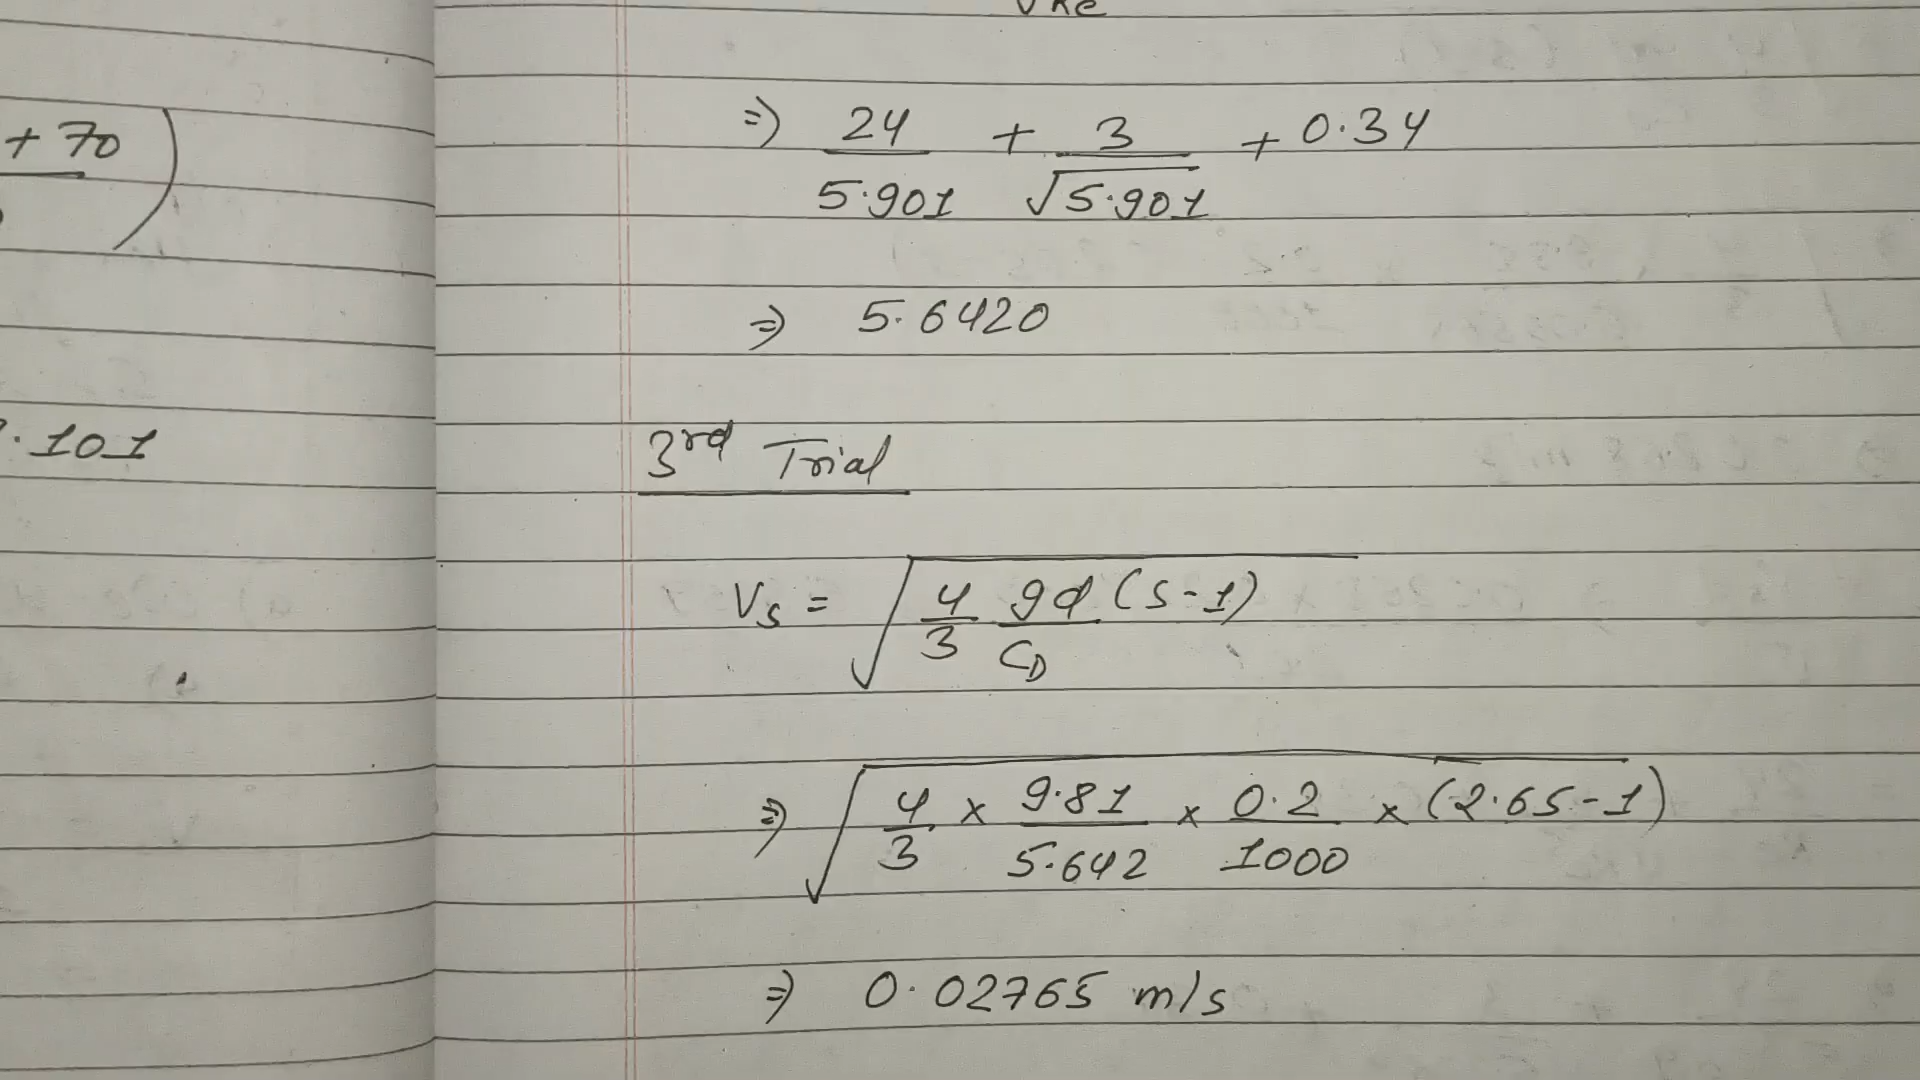 + 70 )
.101
√Re
⇒ 24/5.901 + 3/√5.901 + 0.34
⇒ 5.6420
3rd Trial
Vs = √(4/3 gd/CD (s-1))
⇒ √(4/3 × 9.81/5.642 × 0.2/1000 × (2.65-1))
⇒ 0.02765 m/s